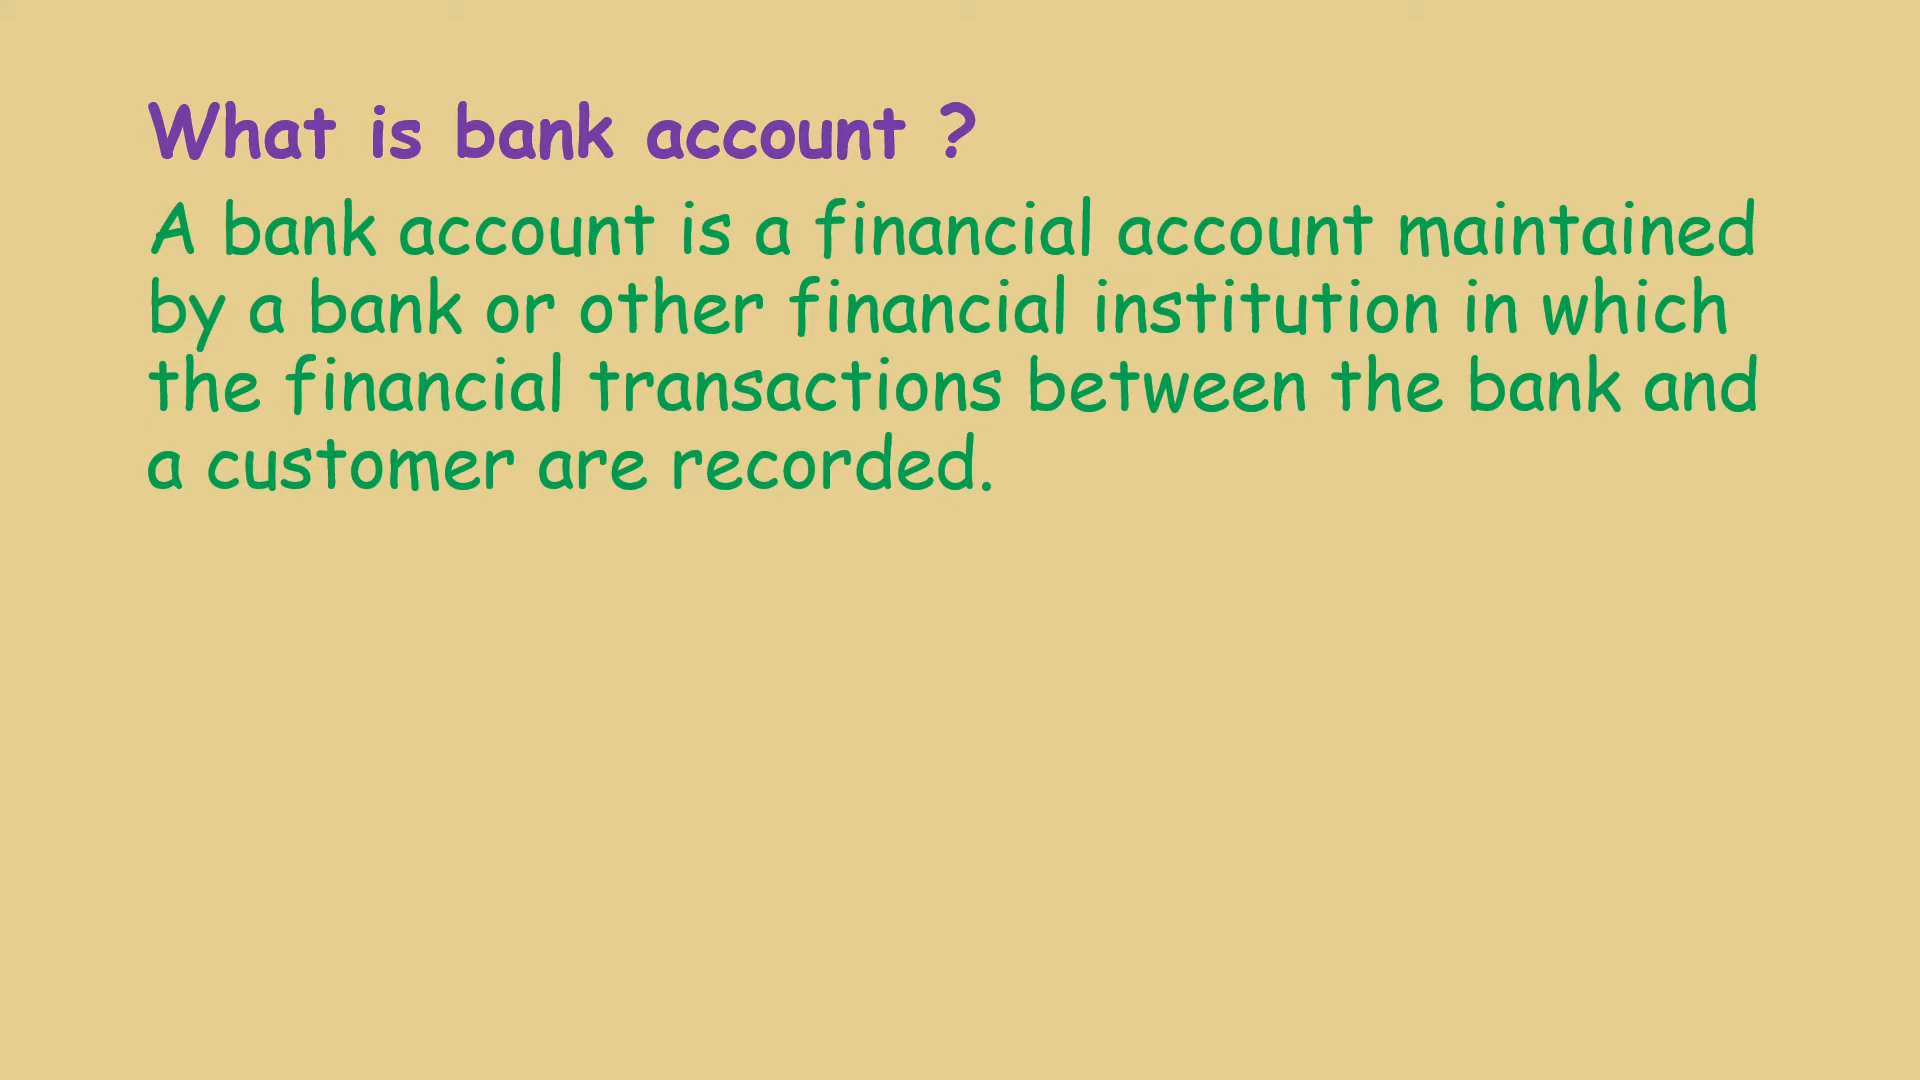 What is bank account ?
A bank account is a financial account maintained
by a bank or other financial institution in which
the financial transactions between the bank and
a customer are recorded.